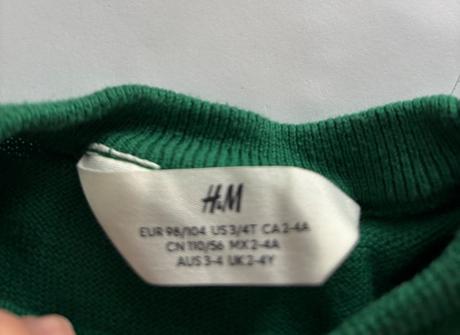 H&M
EUR 98/104 US 3/4T CA 2-4A
CN 110/56 MX 2-4A
AUS 3-4 UK 2-4Y